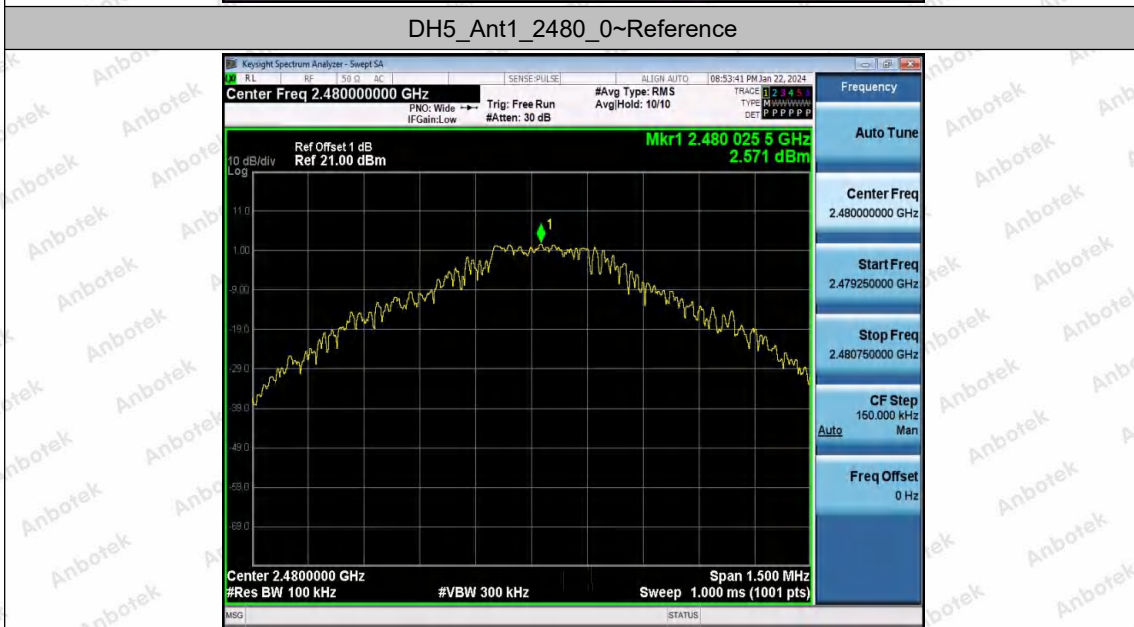 DH5_Ant1_2480_0~Reference
Keysight Spectrum Analyzer - Swept SA
RL RF 50 Ω AC SENSE:PULSE ALIGN AUTO 08:53:41 PM Jan 22, 2024
Center Freq 2.480000000 GHz
PNO: Wide
IFGain:Low
Trig: Free Run
#Atten: 30 dB
#Avg Type: RMS
Avg|Hold: 10/10
TRACE 1 2 3 4 5 6
TYPE M WWWWW
DET P P P P P P
Ref Offset 1 dB
10 dB/div Ref 21.00 dBm
Log
Mkr1 2.480 025 5 GHz
2.571 dBm
1
11.0
1.00
-9.00
-19.0
-29.0
-39.0
-49.0
-59.0
-69.0
Center 2.4800000 GHz
#Res BW 100 kHz
#VBW 300 kHz
Span 1.500 MHz
Sweep 1.000 ms (1001 pts)
MSG
STATUS
Frequency
Auto Tune
Center Freq
2.480000000 GHz
Start Freq
2.479250000 GHz
Stop Freq
2.480750000 GHz
CF Step
150.000 kHz
Auto Man
Freq Offset
0 Hz
Anbotek